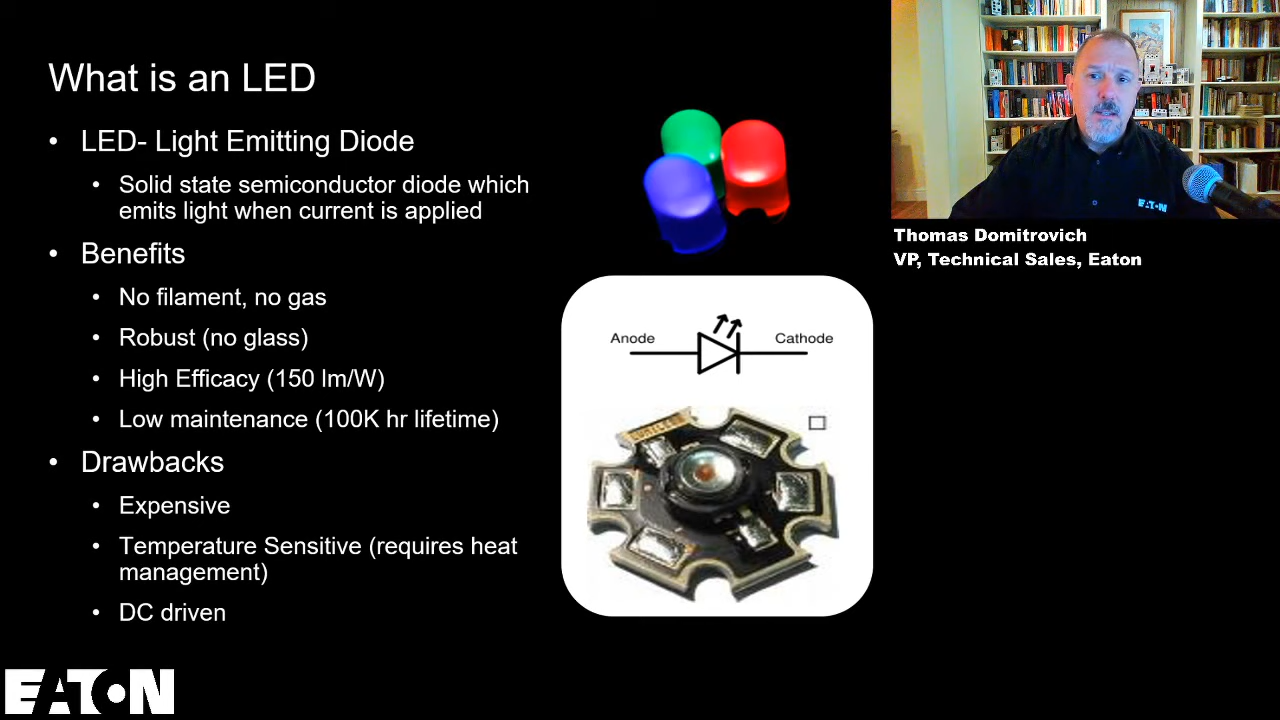 What is an LED
• LED- Light Emitting Diode
• Solid state semiconductor diode which
emits light when current is applied
• Benefits
• No filament, no gas
• Robust (no glass)
• High Efficacy (150 lm/W)
• Low maintenance (100K hr lifetime)
• Drawbacks
• Expensive
• Temperature Sensitive (requires heat
management)
• DC driven
EATON
Anode
Cathode
EATON
Thomas Domitrovich
VP, Technical Sales, Eaton